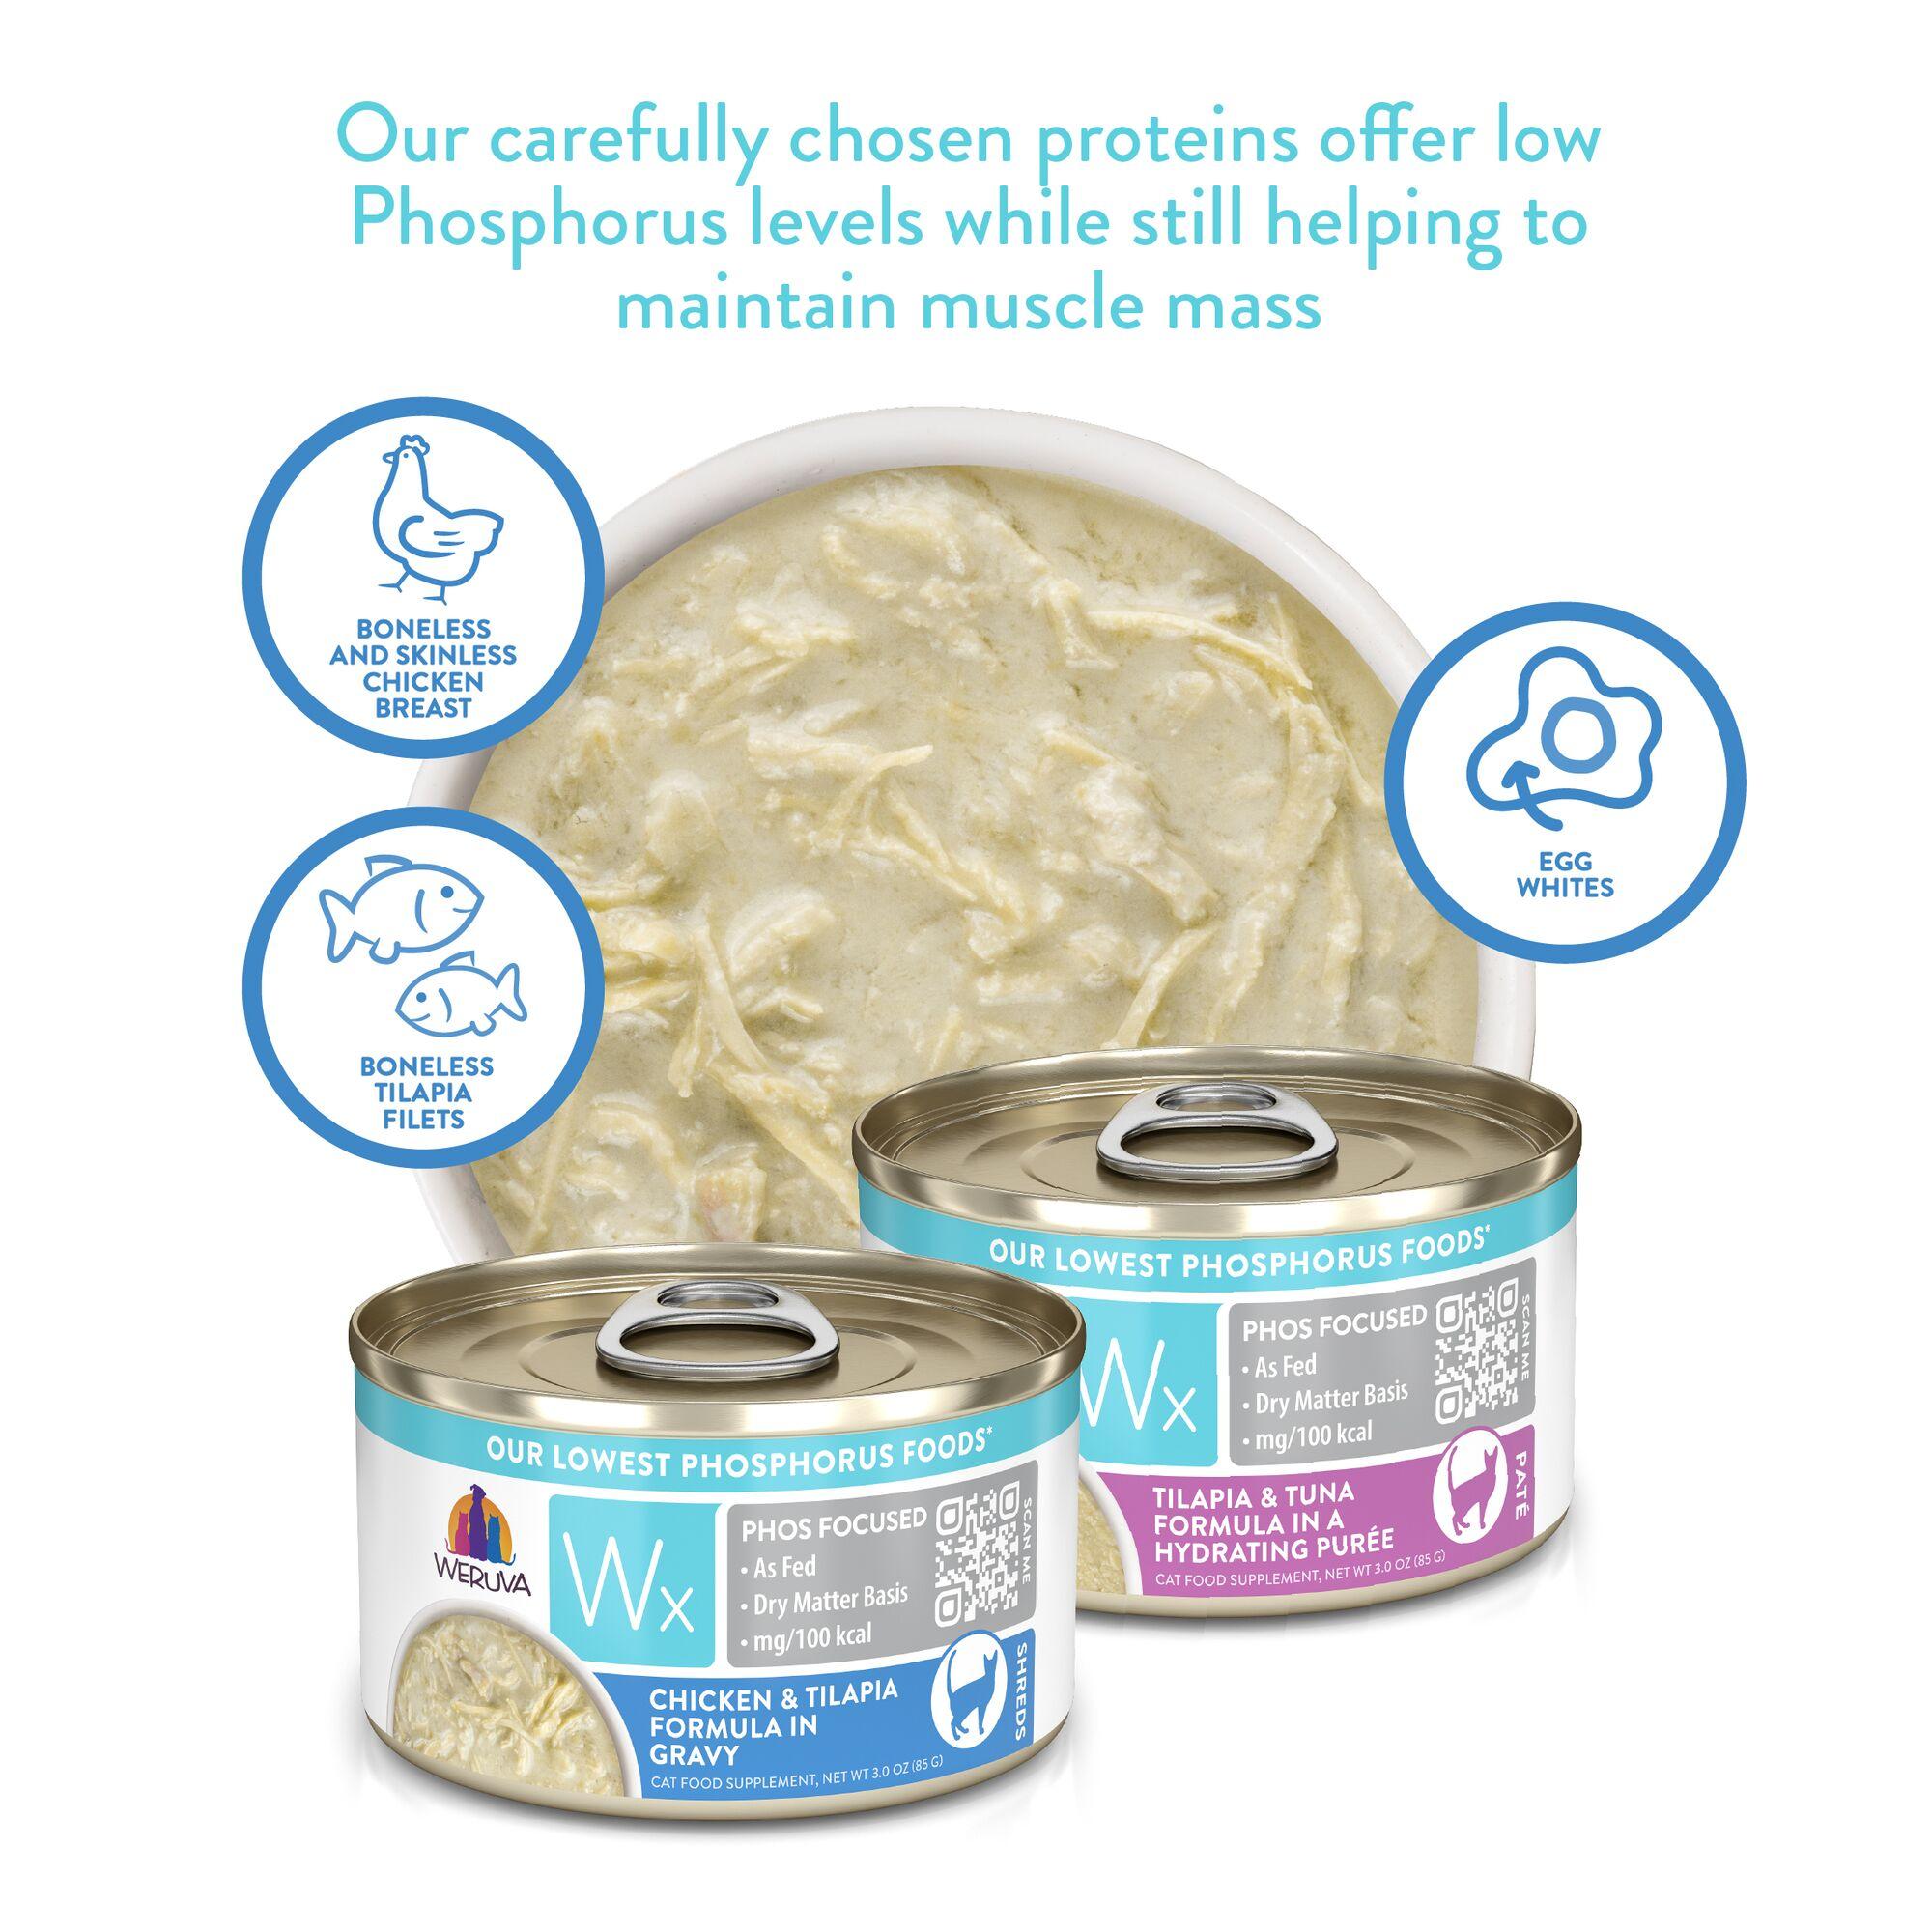 Our carefully chosen proteins offer low
Phosphorus levels while still helping to
maintain muscle mass
BONELESS
AND SKINLESS
CHICKEN
BREAST
EGG
WHITES
BONELESS
TILAPIA
FILETS
OUR LOWEST PHOSPHORUS FOODS*
Wx
PHOS FOCUSED
• As Fed
• Dry Matter Basis
• mg/100 kcal
SCAN ME
TILAPIA & TUNA
FORMULA IN A
HYDRATING PURÉE
CAT FOOD SUPPLEMENT, NET WT 3.0 OZ (85 G)
PATÉ
OUR LOWEST PHOSPHORUS FOODS*
WERUVA
Wx
PHOS FOCUSED
• As Fed
• Dry Matter Basis
• mg/100 kcal
SCAN ME
CHICKEN & TILAPIA
FORMULA IN
GRAVY
CAT FOOD SUPPLEMENT, NET WT 3.0 OZ (85 G)
SHREDS